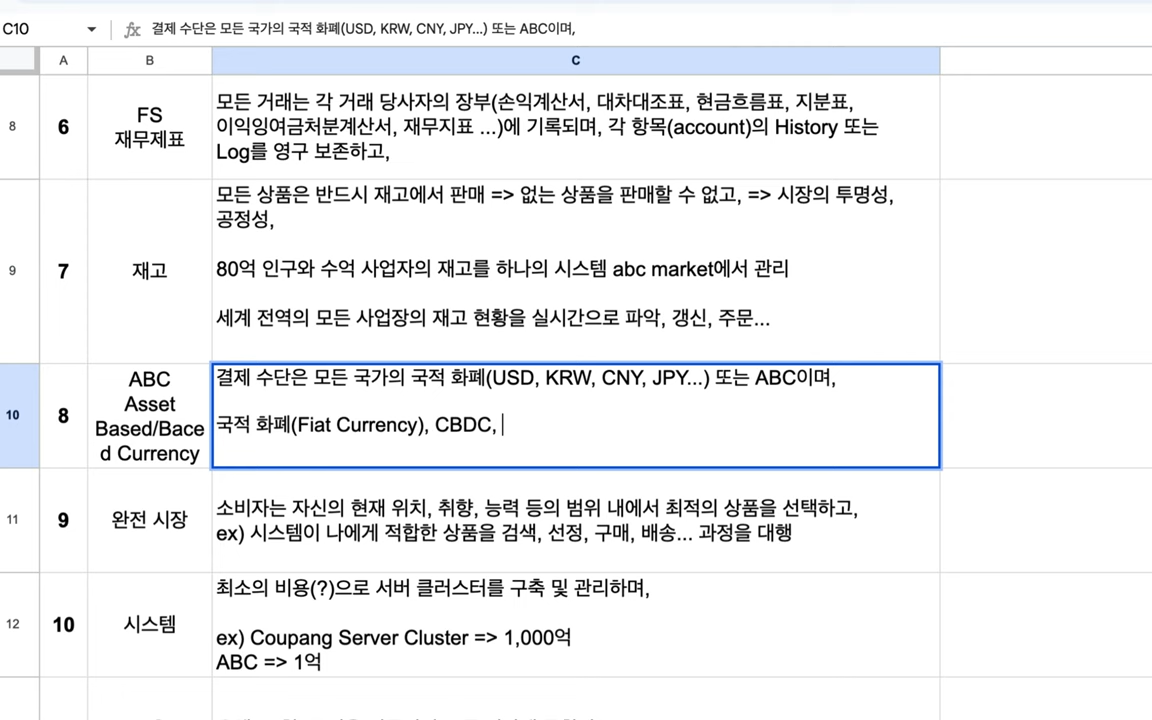 C10
fx 결제 수단은 모든 국가의 국적 화폐(USD, KRW, CNY, JPY...) 또는 ABC이며,
A B C
8 6 FS
재무제표
모든 거래는 각 거래 당사자의 장부(손익계산서, 대차대조표, 현금흐름표, 지분표,
이익잉여금처분계산서, 재무지표 ...)에 기록되며, 각 항목(account)의 History 또는
Log를 영구 보존하고,
9 7 재고
모든 상품은 반드시 재고에서 판매 => 없는 상품을 판매할 수 없고, => 시장의 투명성,
공정성,
80억 인구와 수억 사업자의 재고를 하나의 시스템 abc market에서 관리
세계 전역의 모든 사업장의 재고 현황을 실시간으로 파악, 갱신, 주문...
10 8 ABC
Asset
Based/Bace
d Currency
결제 수단은 모든 국가의 국적 화폐(USD, KRW, CNY, JPY...) 또는 ABC이며,
국적 화폐(Fiat Currency), CBDC,
11 9 완전 시장
소비자는 자신의 현재 위치, 취향, 능력 등의 범위 내에서 최적의 상품을 선택하고,
ex) 시스템이 나에게 적합한 상품을 검색, 선정, 구매, 배송... 과정을 대행
12 10 시스템
최소의 비용(?)으로 서버 클러스터를 구축 및 관리하며,
ex) Coupang Server Cluster => 1,000억
ABC => 1억